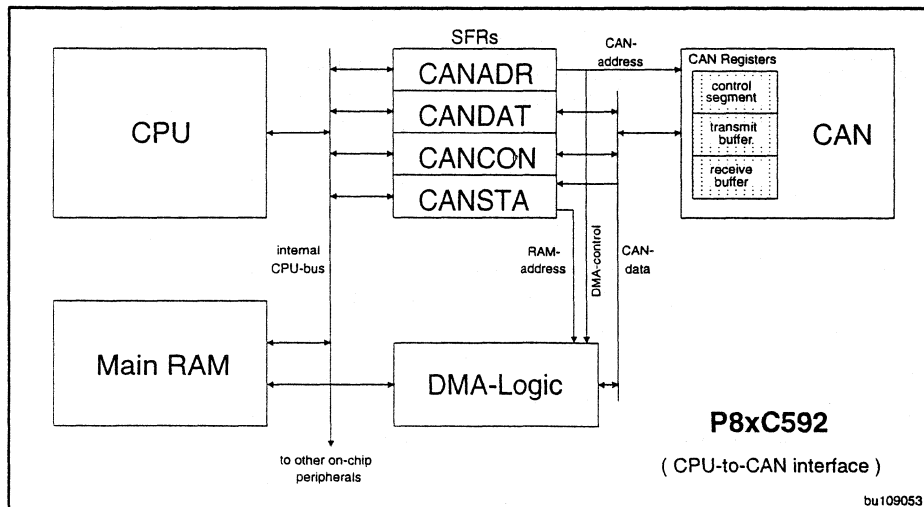 SFRs
CAN-
address
CPU
CANADR
CANDAT
CANCON
CANSTA
CAN Registers
control
segment
transmit
buffer.
receive
buffer
CAN
internal
CPU-bus
RAM-
address
DMA-control
CAN-
data
Main RAM
DMA-Logic
to other on-chip
peripherals
P8xC592
( CPU-to-CAN interface )
bu109053